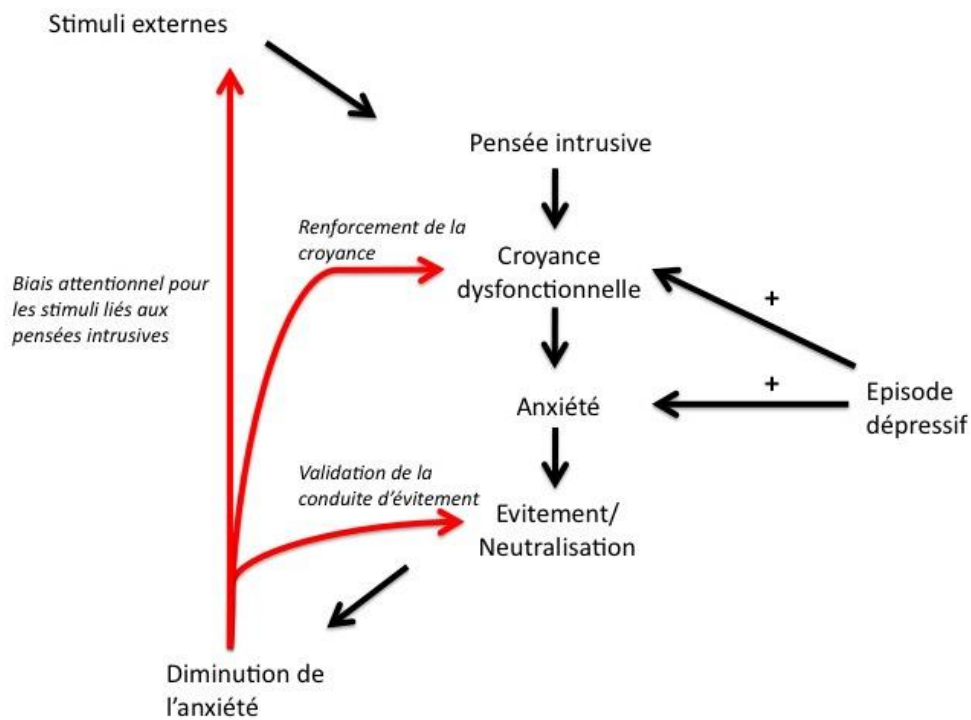 Stimuli externes
Pensée intrusive
Renforcement de la
croyance
Croyance
dysfonctionnelle
Biais attentionnel pour
les stimuli liés aux
pensées intrusives
+
+
Anxiété
Episode
dépressif
Validation de la
conduite d'évitement
Evitement/
Neutralisation
Diminution de
l'anxiété